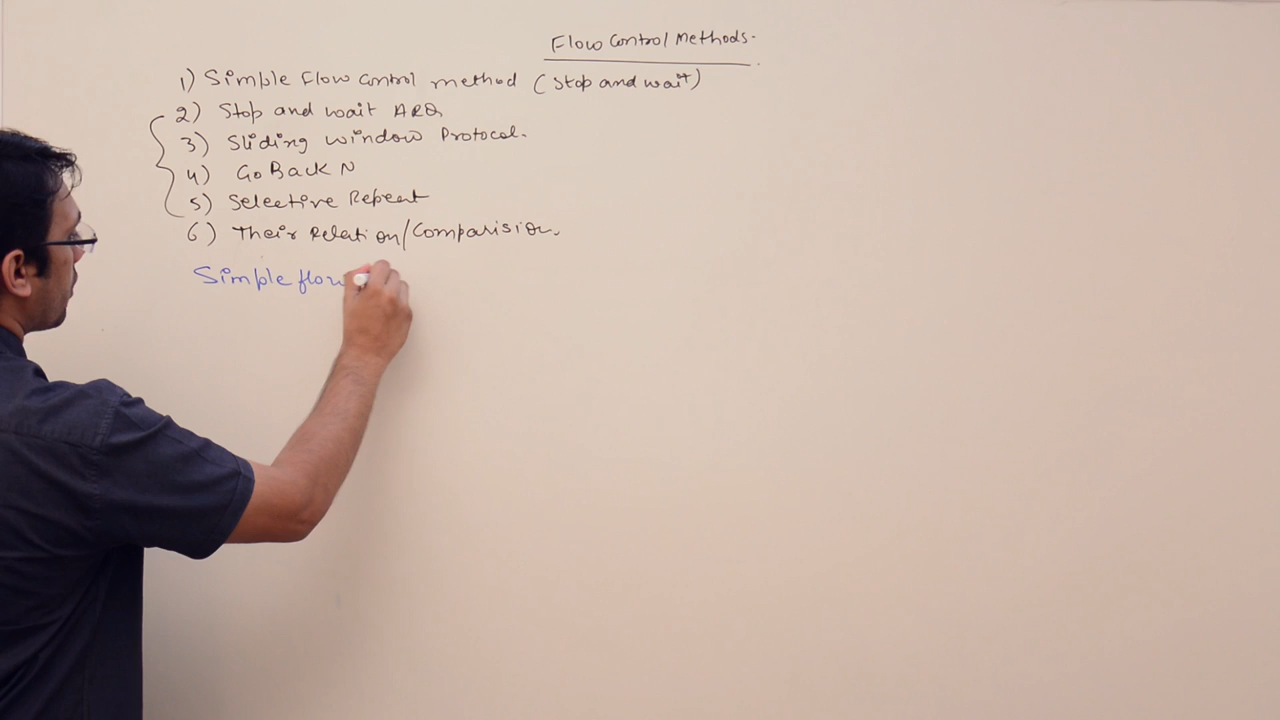 Flow Control Methods.
1) Simple Flow Control method (Stop and wait)
2) Stop and wait ARQ
3) Sliding window Protocol.
4) Go Back N
5) Selective Repeat
6) Their Relation/Comparision.
Simple flow